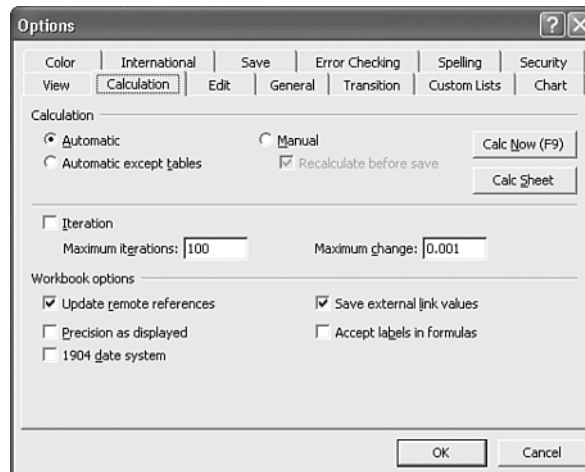 Options
Color International Save Error Checking Spelling Security
View Calculation Edit General Transition Custom Lists Chart
Calculation
Automatic Manual Calc Now (F9)
Automatic except tables Recalculate before save
Calc Sheet
Iteration
Maximum iterations: 100 Maximum change: 0.001
Workbook options
Update remote references Save external link values
Precision as displayed Accept labels in formulas
1904 date system
OK Cancel